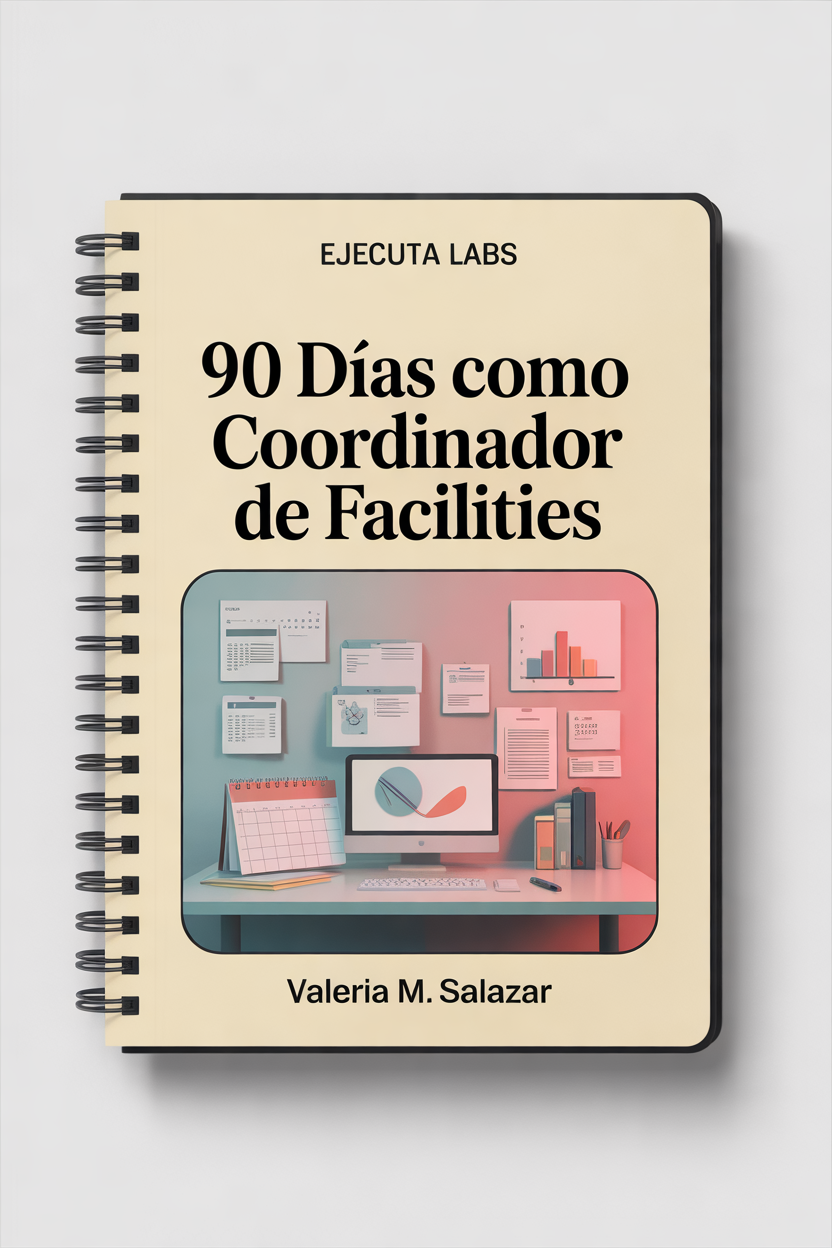 EJECUTA LABS
90 Días como
Coordinador
de Facilities
Valeria M. Salazar